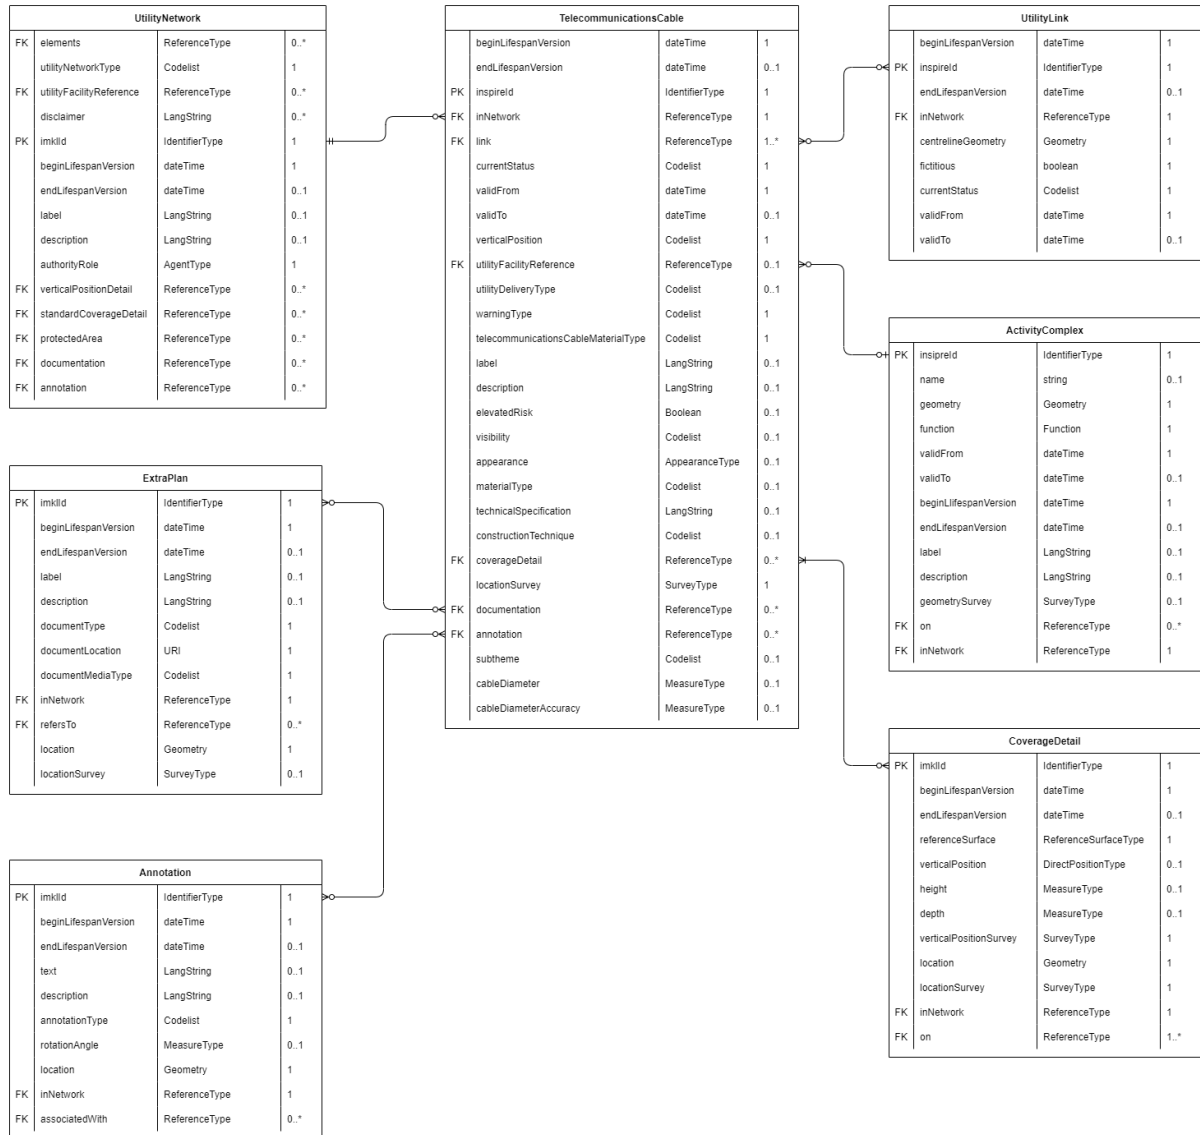 UtilityNetwork
FK elements ReferenceType 0..*
utilityNetworkType Codelist 1
FK utilityFacilityReference ReferenceType 0..*
disclaimer LangString 0..*
PK imklId IdentifierType 1
beginLifespanVersion dateTime 1
endLifespanVersion dateTime 0..1
label LangString 0..1
description LangString 0..1
authorityRole AgentType 1
FK verticalPositionDetail ReferenceType 0..*
FK standardCoverageDetail ReferenceType 0..*
FK protectedArea ReferenceType 0..*
FK documentation ReferenceType 0..*
FK annotation ReferenceType 0..*
ExtraPlan
PK imklId IdentifierType 1
beginLifespanVersion dateTime 1
endLifespanVersion dateTime 0..1
label LangString 0..1
description LangString 0..1
documentType Codelist 1
documentLocation URI 1
documentMediaType Codelist 1
FK inNetwork ReferenceType 1
FK refersTo ReferenceType 0..*
location Geometry 1
locationSurvey SurveyType 0..1
Annotation
PK imklId IdentifierType 1
beginLifespanVersion dateTime 1
endLifespanVersion dateTime 0..1
text LangString 0..1
description LangString 0..1
annotationType Codelist 1
rotationAngle MeasureType 0..1
location Geometry 1
FK inNetwork ReferenceType 1
FK associatedWith ReferenceType 0..*
TelecommunicationsCable
beginLifespanVersion dateTime 1
endLifespanVersion dateTime 0..1
PK inspireId IdentifierType 1
FK inNetwork ReferenceType 1
FK link ReferenceType 1..*
currentStatus Codelist 1
validFrom dateTime 1
validTo dateTime 0..1
verticalPosition Codelist 1
FK utilityFacilityReference ReferenceType 0..1
utilityDeliveryType Codelist 0..1
warningType Codelist 1
telecommunicationsCableMaterialType Codelist 1
label LangString 0..1
description LangString 0..1
elevatedRisk Boolean 0..1
visibility Codelist 0..1
appearance AppearanceType 0..1
materialType Codelist 0..1
technicalSpecification LangString 0..1
constructionTechnique Codelist 0..1
FK coverageDetail ReferenceType 0..*
locationSurvey SurveyType 1
FK documentation ReferenceType 0..*
FK annotation ReferenceType 0..*
subtheme Codelist 0..1
cableDiameter MeasureType 0..1
cableDiameterAccuracy MeasureType 0..1
UtilityLink
beginLifespanVersion dateTime 1
PK inspireId IdentifierType 1
endLifespanVersion dateTime 0..1
FK inNetwork ReferenceType 1
centrelineGeometry Geometry 1
fictitious boolean 1
currentStatus Codelist 1
validFrom dateTime 1
validTo dateTime 0..1
ActivityComplex
PK insipreId IdentifierType 1
name string 0..1
geometry Geometry 1
function Function 1
validFrom dateTime 1
validTo dateTime 0..1
beginLlifespanVersion dateTime 1
endLifespanVersion dateTime 0..1
label LangString 0..1
description LangString 0..1
geometrySurvey SurveyType 0..1
FK on ReferenceType 0..*
FK inNetwork ReferenceType 1
CoverageDetail
PK imklId IdentifierType 1
beginLifespanVersion dateTime 1
endLifespanVersion dateTime 0..1
referenceSurface ReferenceSurfaceType 1
verticalPosition DirectPositionType 0..1
height MeasureType 0..1
depth MeasureType 0..1
verticalPositionSurvey SurveyType 1
location Geometry 1
locationSurvey SurveyType 1
FK inNetwork ReferenceType 1
FK on ReferenceType 1..*